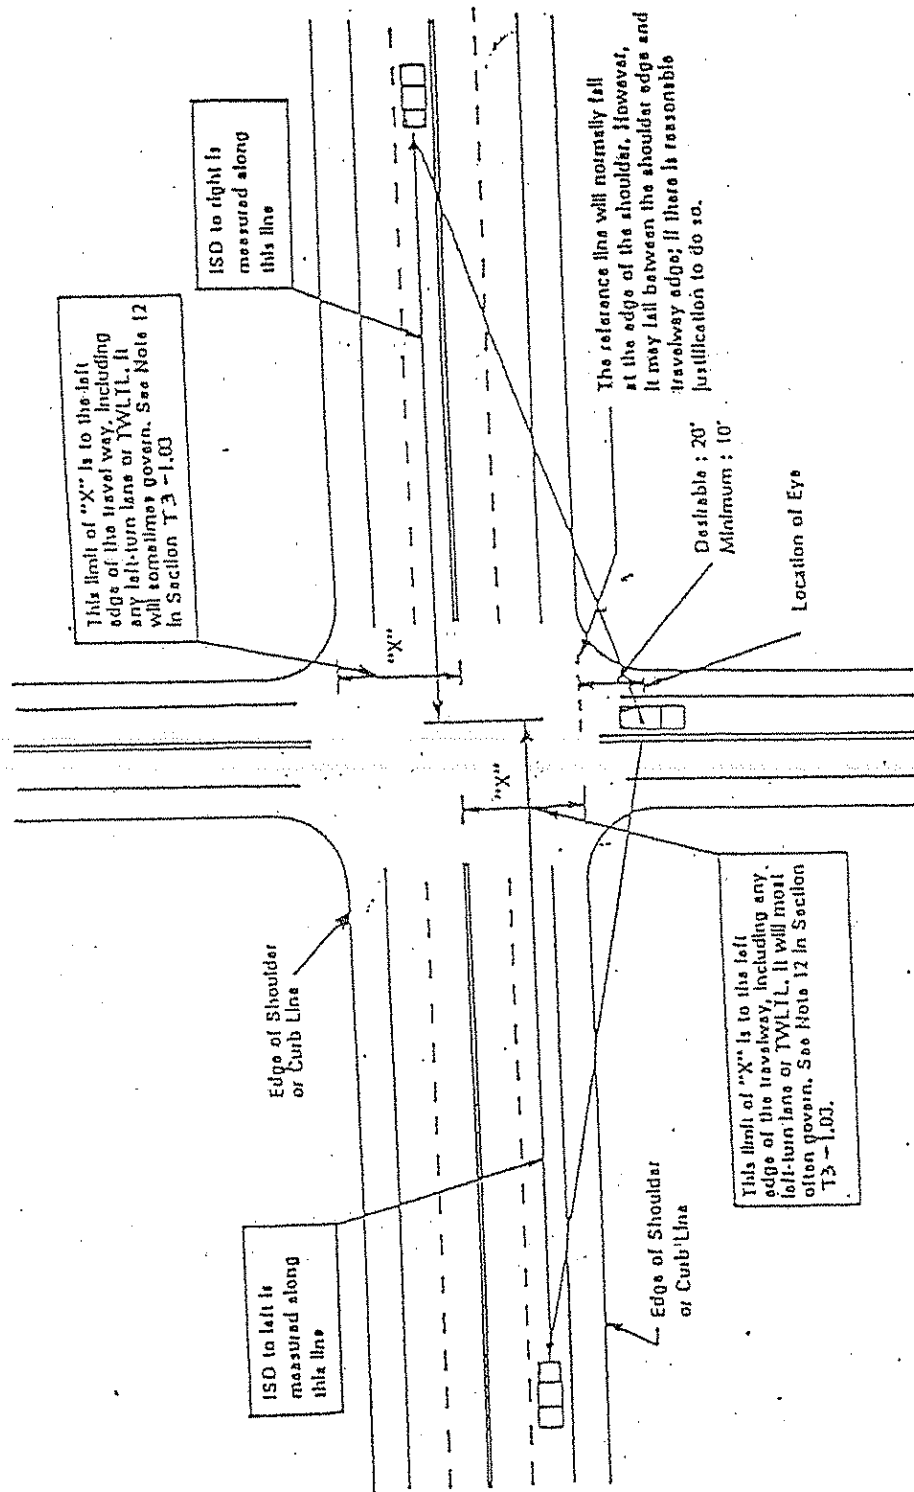 ISD to left is
measured along
this line
Edge of Shoulder
or Curb Line
This limit of "X" is to the left
edge of the travel way, Including
any left-turn lane or TWLTL. It
will sometimes govern. See Note 12
In Section T3 -1.03
ISD to right is
measured along
this line
"X"
"X"
Edge of Shoulder
or Curb Line
This limit of "X" is to the left
edge of the travelway, Including any
left-turn lane or TWLTL. It will most
often govern. See Note 12 In Section
T3 -1.03.
The reference line will normally fall
at the edge of the shoulder. However,
It may fall between the shoulder edge and
travelway edge; If there is reasonable
justification to do so.
Desirable : 20'
Minimum : 10'
Location of Eye